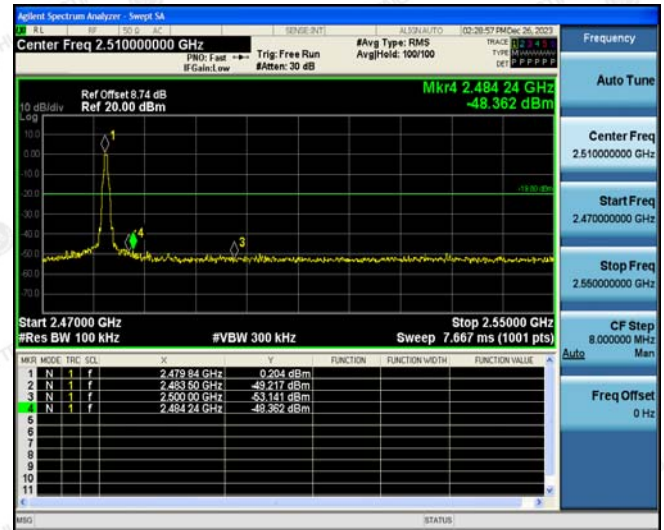 Agilent Spectrum Analyzer - Swept SA
RL RF 50 Ω AC SENSE:INT ALIGNAUTO 02:28:57 PM Dec 26, 2023
Center Freq 2.510000000 GHz
PNO: Fast Trig: Free Run #Avg Type: RMS TRACE 1 2 3 4 5 6
IFGain:Low #Atten: 30 dB Avg|Hold: 100/100 TYPE
DET P P P P P P
Mkr4 2.484 24 GHz
-48.362 dBm
Ref Offset 8.74 dB
10 dB/div Ref 20.00 dBm
Log
10.0
0.00
-10.0
-20.0
-30.0
-40.0
-50.0
-60.0
-70.0
1
4
3
Start 2.47000 GHz Stop 2.55000 GHz
#Res BW 100 kHz #VBW 300 kHz Sweep 7.667 ms (1001 pts)
MKR MODE TRC SCL X Y FUNCTION FUNCTION WIDTH FUNCTION VALUE
1 N 1 f 2.479 84 GHz 0.204 dBm
2 N 1 f 2.483 50 GHz -49.217 dBm
3 N 1 f 2.500 00 GHz -53.141 dBm
4 N 1 f 2.484 24 GHz -48.362 dBm
5
6
7
8
9
10
11
MSG STATUS
Frequency
Auto Tune
Center Freq
2.510000000 GHz
Start Freq
2.470000000 GHz
Stop Freq
2.550000000 GHz
CF Step
8.000000 MHz
Auto Man
Freq Offset
0 Hz